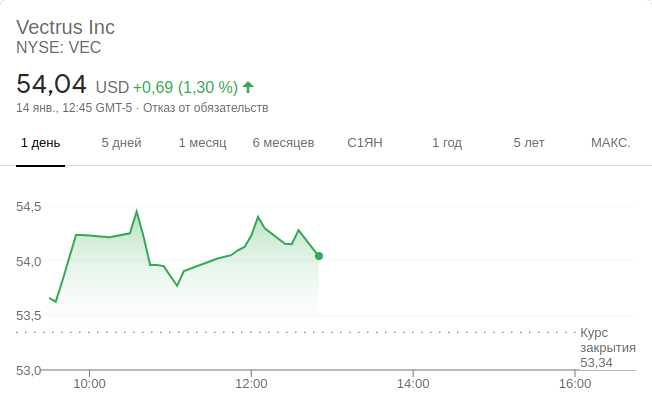 Vectrus Inc
NYSE: VEC
54,04 USD +0,69 (1,30 %)
14 янв., 12:45 GMT-5 · Отказ от обязательств
1 день 5 дней 1 месяц 6 месяцев С1ЯН 1 год 5 лет МАКС.
54,5
54,0
53,5
Курс
закрытия
53,34
53,0
10:00 12:00 14:00 16:00